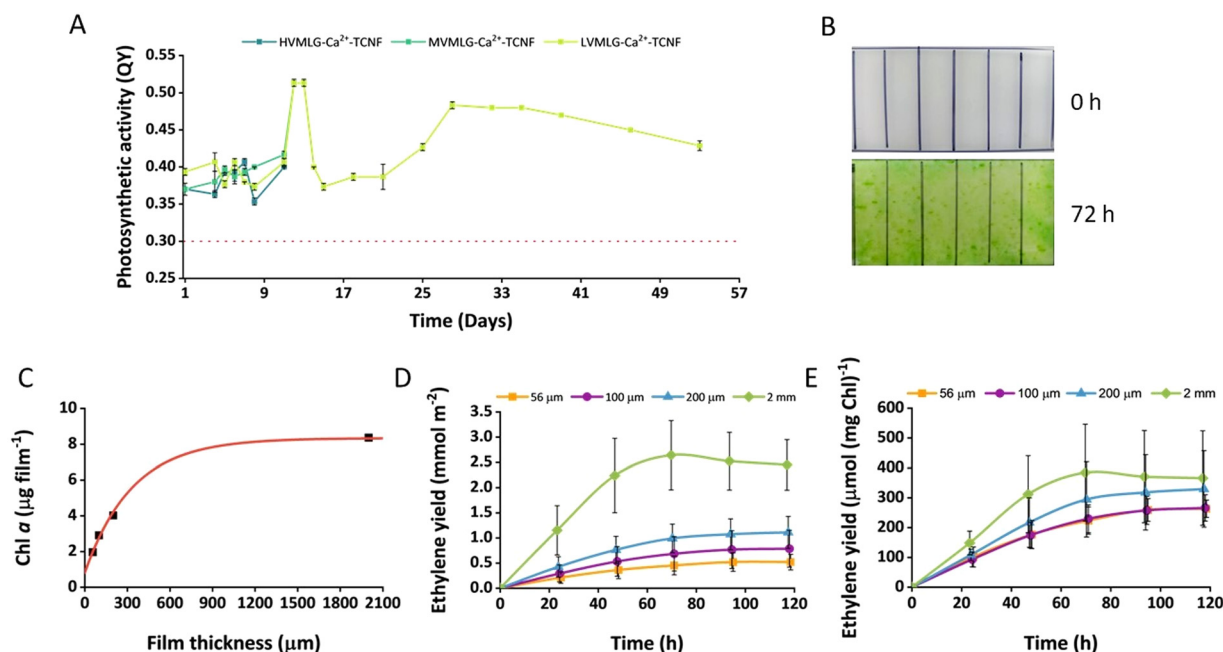 A
HVMLG-Ca²⁺-TCNF MVMLG-Ca²⁺-TCNF LVMLG-Ca²⁺-TCNF
Photosynthetic activity (QY)
0.55
0.50
0.45
0.40
0.35
0.30
0.25
1 9 17 25 33 41 49 57
Time (Days)
B
0 h
72 h
C
Chl a (μg film⁻¹)
10
8
6
4
2
0
0 300 600 900 1200 1500 1800 2100
Film thickness (μm)
D
56 μm 100 μm 200 μm 2 mm
Ethylene yield (mmol m⁻²)
3.5
3.0
2.5
2.0
1.5
1.0
0.5
0.0
0 20 40 60 80 100 120
Time (h)
E
56 μm 100 μm 200 μm 2 mm
Ethylene yield (μmol (mg Chl)⁻¹)
600
500
400
300
200
100
0
0 20 40 60 80 100 120
Time (h)